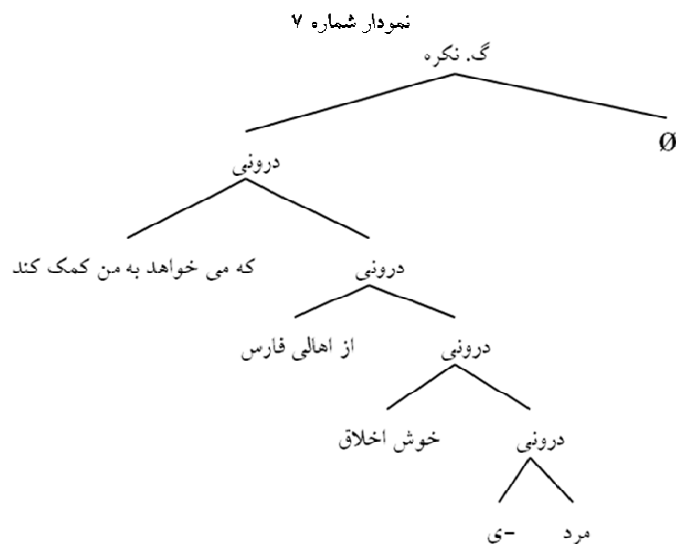 نمودار شماره ۷
گ. نکره
Ø
درونی
درونی
که می خواهد به من کمک کند
درونی
از اهالی فارس
درونی
خوش اخلاق
مرد
-ی